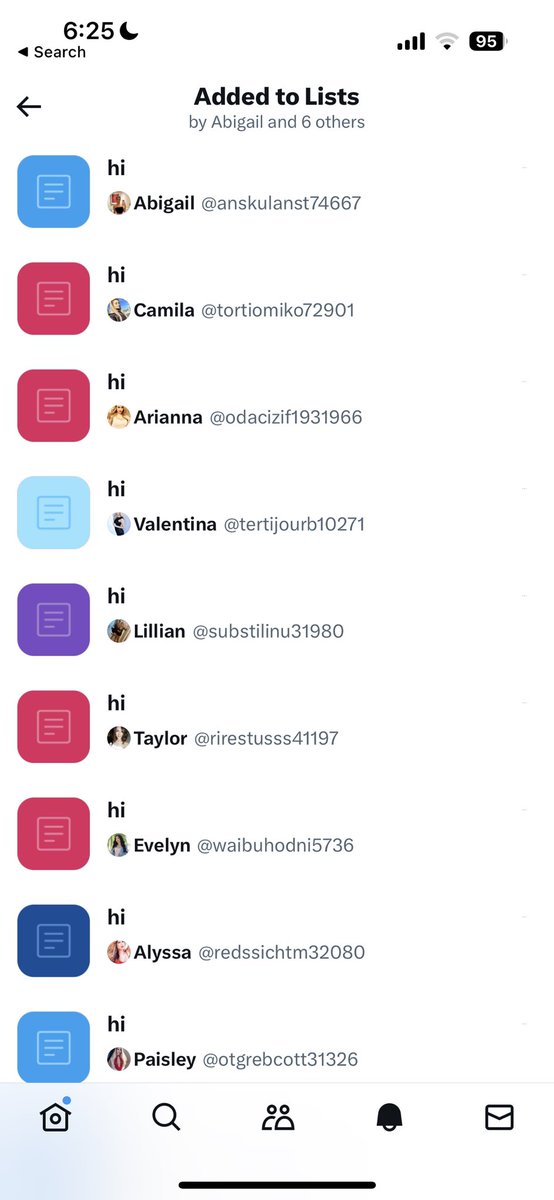 6:25
95
◀ Search
Added to Lists
by Abigail and 6 others
hi
Abigail @anskulanst74667
hi
Camila @tortiomiko72901
hi
Arianna @odacizif1931966
hi
Valentina @tertijourb10271
hi
Lillian @substilinu31980
hi
Taylor @rirestusss41197
hi
Evelyn @waibuhodni5736
hi
Alyssa @redssichtm32080
hi
Paisley @otgrebcott31326